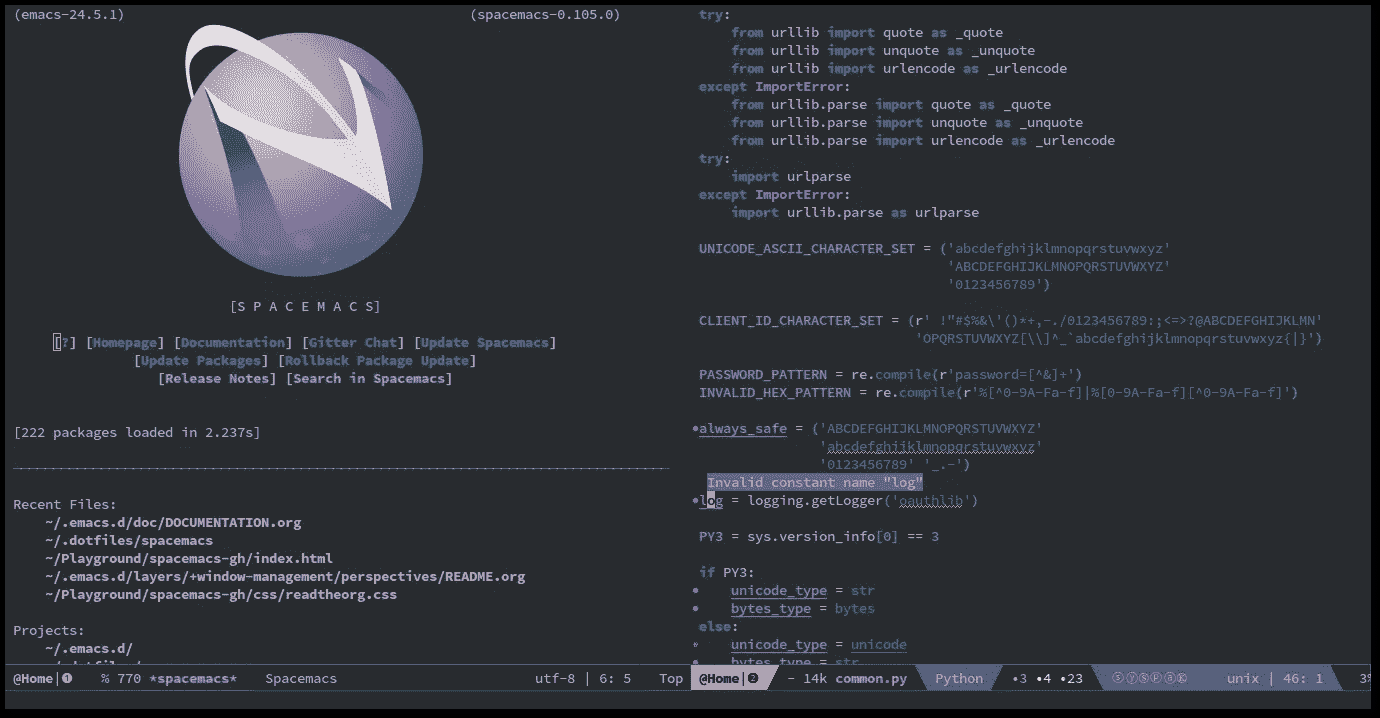 (emacs-24.5.1) (spacemacs-0.105.0)
[S P A C E M A C S]
[?] [Homepage] [Documentation] [Gitter Chat] [Update Spacemacs]
[Update Packages] [Rollback Package Update]
[Release Notes] [Search in Spacemacs]
[222 packages loaded in 2.237s]
Recent Files:
~/.emacs.d/doc/DOCUMENTATION.org
~/.dotfiles/spacemacs
~/Playground/spacemacs-gh/index.html
~/.emacs.d/layers/+window-management/perspectives/README.org
~/Playground/spacemacs-gh/css/readtheorg.css
Projects:
~/.emacs.d/
@Home|❶ % 770 *spacemacs* Spacemacs utf-8 | 6: 5 Top
try:
    from urllib import quote as _quote
    from urllib import unquote as _unquote
    from urllib import urlencode as _urlencode
except ImportError:
    from urllib.parse import quote as _quote
    from urllib.parse import unquote as _unquote
    from urllib.parse import urlencode as _urlencode
try:
    import urlparse
except ImportError:
    import urllib.parse as urlparse
UNICODE_ASCII_CHARACTER_SET = ('abcdefghijklmnopqrstuvwxyz'
                               'ABCDEFGHIJKLMNOPQRSTUVWXYZ'
                               '0123456789')
CLIENT_ID_CHARACTER_SET = (r' !"#$%&\'()*+,-./0123456789:;<=>?@ABCDEFGHIJKLMN'
                           'OPQRSTUVWXYZ[\\]^_`abcdefghijklmnopqrstuvwxyz{|}')
PASSWORD_PATTERN = re.compile(r'password=[^&]+')
INVALID_HEX_PATTERN = re.compile(r'%[^0-9A-Fa-f]|%[0-9A-Fa-f][^0-9A-Fa-f]')
•always_safe = ('ABCDEFGHIJKLMNOPQRSTUVWXYZ'
               'abcdefghijklmnopqrstuvwxyz'
               '0123456789' '_.-')
Invalid constant name "log"
•log = logging.getLogger('oauthlib')
PY3 = sys.version_info[0] == 3
if PY3:
•    unicode_type = str
•    bytes_type = bytes
else:
•    unicode_type = unicode
•    bytes_type = str
@Home|❷ - 14k common.py Python •3 •4 •23 ⓢⓨⓢⓟⓐⓚ unix | 46: 1 3%